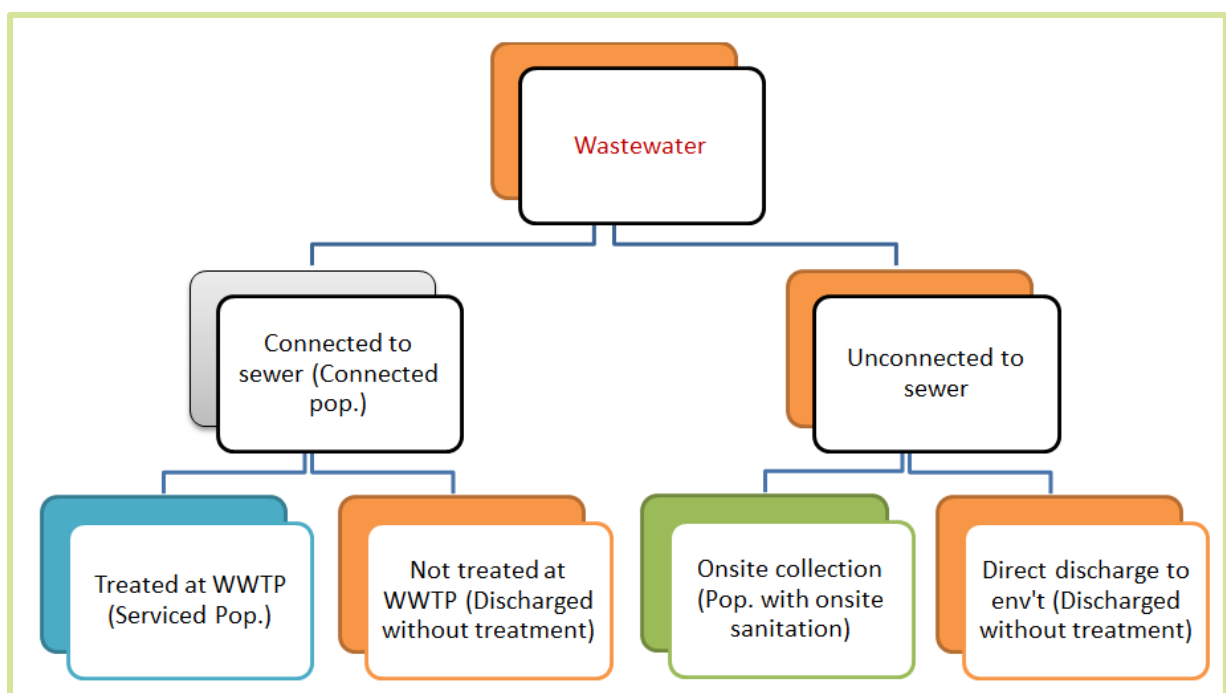 Wastewater
Connected to
sewer (Connected
pop.)
Unconnected to
sewer
Treated at WWTP
(Serviced Pop.)
Not treated at
WWTP (Discharged
without treatment)
Onsite collection
(Pop. with onsite
sanitation)
Direct discharge to
env't (Discharged
without treatment)